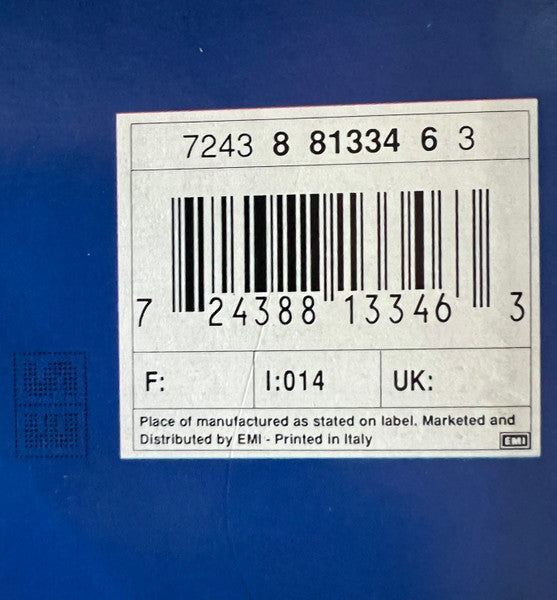 7243 8 81334 6 3
7 24388 13346 3
F: I:014 UK:
Place of manufactured as stated on label. Marketed and
Distributed by EMI - Printed in Italy
EMI